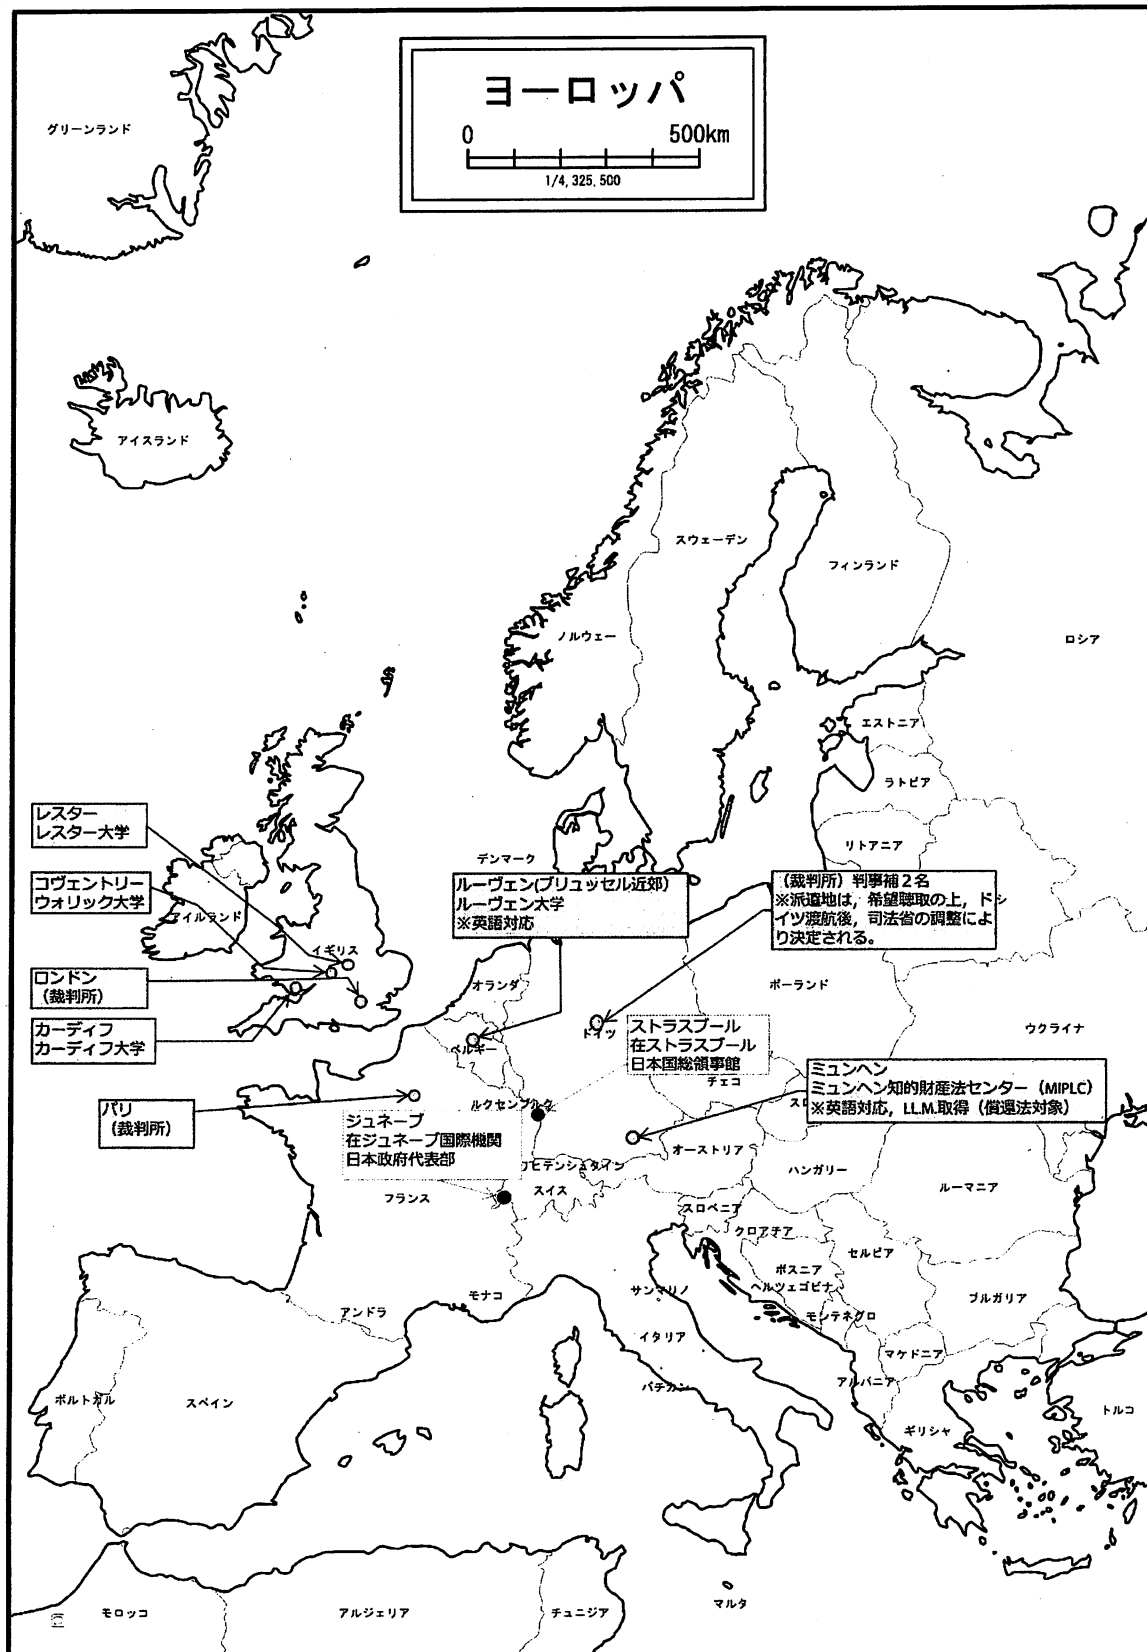 ヨーロッパ
0 500km
1/4,325,500
グリーンランド
アイスランド
スウェーデン
フィンランド
ノルウェー
ロシア
エストニア
ラトビア
リトアニア
デンマーク
レスター
レスター大学
コヴェントリー
ウォリック大学
アイルランド
イギリス
ロンドン
(裁判所)
カーディフ
カーディフ大学
ルーヴェン(ブリュッセル近郊)
ルーヴェン大学
※英語対応
(裁判所)判事補2名
※派遣地は,希望聴取の上,ド
イツ渡航後,司法省の調整によ
り決定される。
オランダ
ベルギー
ドイツ
ポーランド
ウクライナ
ストラスブール
在ストラスブール
日本国総領事館
チェコ
ミュンヘン
ミュンヘン知的財産法センター(MIPLC)
※英語対応,LL.M.取得(償還法対象)
パリ
(裁判所)
ルクセンブルク
ジュネーブ
在ジュネーブ国際機関
日本政府代表部
リヒテンシュタイン
オーストリア
ハンガリー
ルーマニア
フランス
スイス
スロベニア
クロアチア
セルビア
ボスニア
ヘルツェゴビナ
モンテネグロ
ブルガリア
サンマリノ
モナコ
アンドラ
イタリア
マケドニア
アルバニア
バチカン
ポルトガル
スペイン
ギリシャ
トルコ
マルタ
モロッコ
アルジェリア
チュニジア